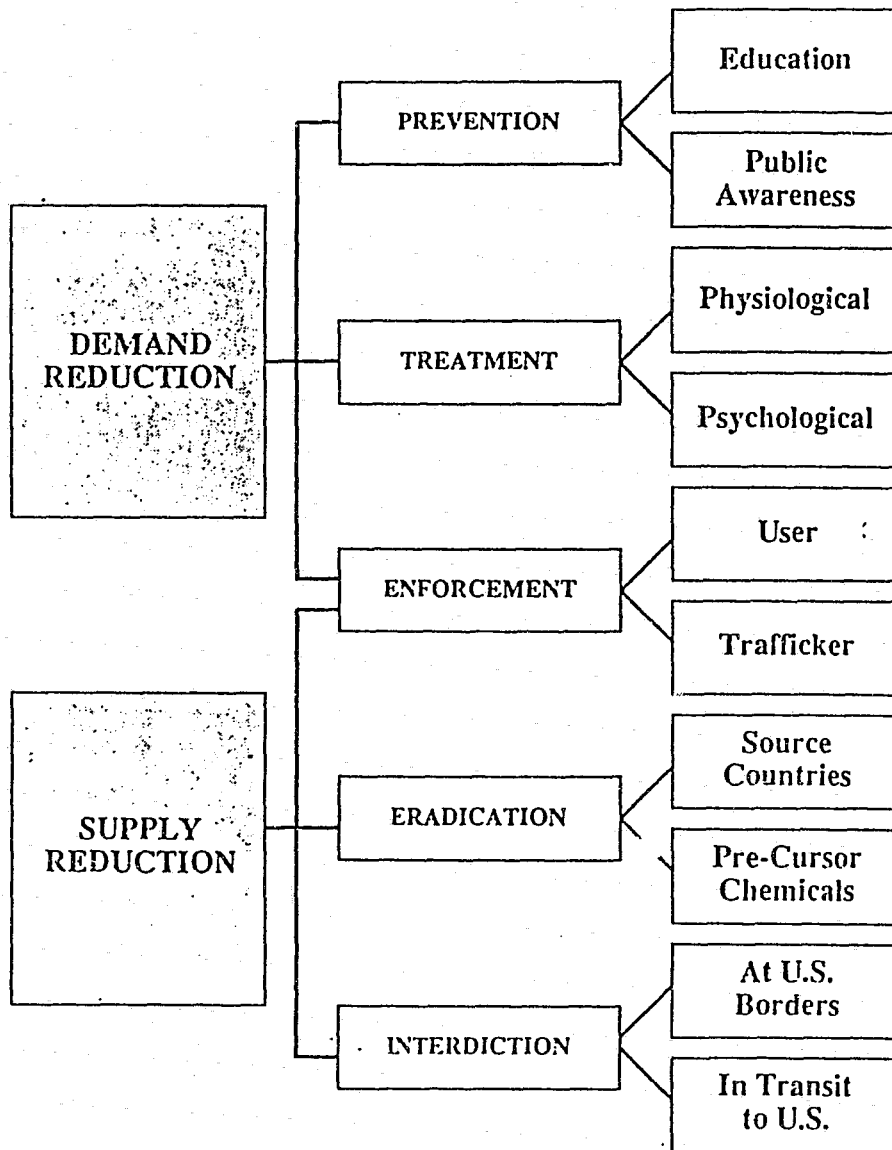 DEMAND
REDUCTION
SUPPLY
REDUCTION
PREVENTION
TREATMENT
ENFORCEMENT
ERADICATION
INTERDICTION
Education
Public
Awareness
Physiological
Psychological
User
Trafficker
Source
Countries
Pre-Cursor
Chemicals
At U.S.
Borders
In Transit
to U.S.